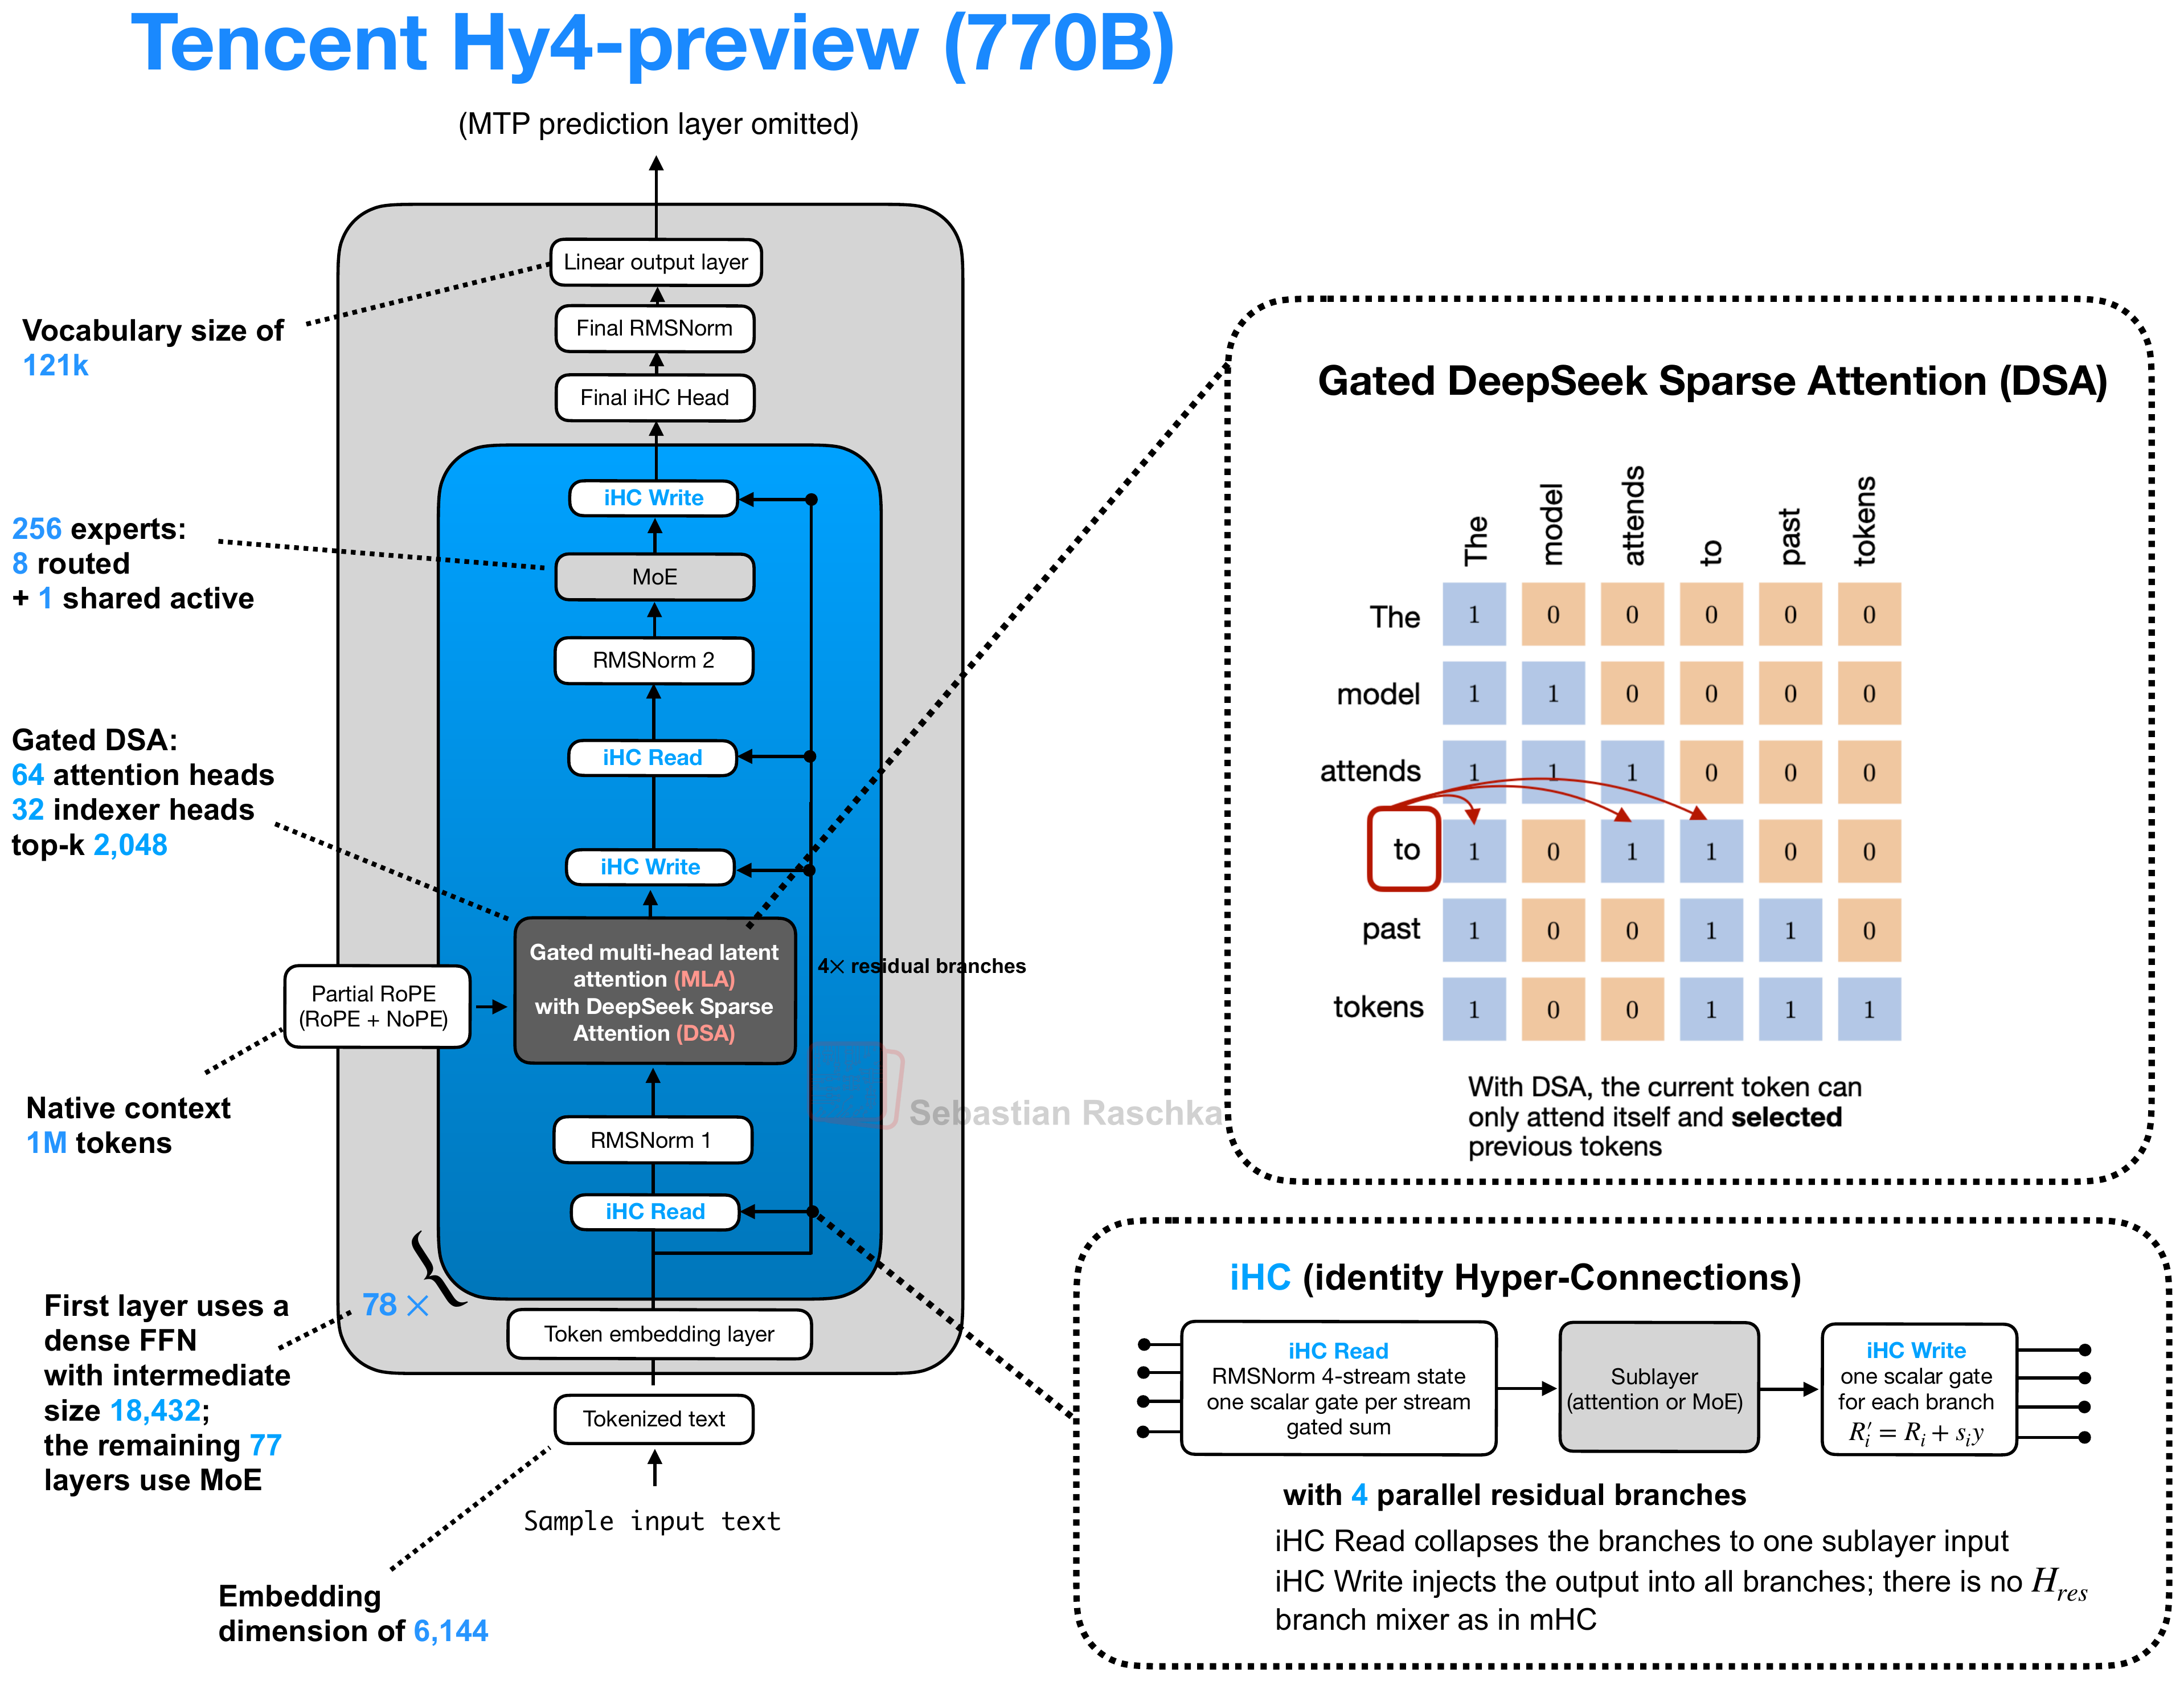 Tencent Hy4-preview (770B)
(MTP prediction layer omitted)
Linear output layer
Final RMSNorm
Final iHC Head
iHC Write
MoE
RMSNorm 2
iHC Read
iHC Write
Gated multi-head latent
attention (MLA)
with DeepSeek Sparse
Attention (DSA)
4× residual branches
Partial RoPE
(RoPE + NoPE)
RMSNorm 1
iHC Read
78 ×
{
Token embedding layer
Tokenized text
Sample input text
Vocabulary size of
121k
256 experts:
8 routed
+ 1 shared active
Gated DSA:
64 attention heads
32 indexer heads
top-k 2,048
Native context
1M tokens
First layer uses a
dense FFN
with intermediate
size 18,432;
the remaining 77
layers use MoE
Embedding
dimension of 6,144
Sebastian Raschka
Gated DeepSeek Sparse Attention (DSA)
The model attends to past tokens
The 1 0 0 0 0 0
model 1 1 0 0 0 0
attends 1 1 1 0 0 0
to 1 0 1 1 0 0
past 1 0 0 1 1 0
tokens 1 0 0 1 1 1
With DSA, the current token can
only attend itself and selected
previous tokens
iHC (identity Hyper-Connections)
iHC Read
RMSNorm 4-stream state
one scalar gate per stream
gated sum
Sublayer
(attention or MoE)
iHC Write
one scalar gate
for each branch
R′i = Ri + siy
with 4 parallel residual branches
iHC Read collapses the branches to one sublayer input
iHC Write injects the output into all branches; there is no Hres
branch mixer as in mHC